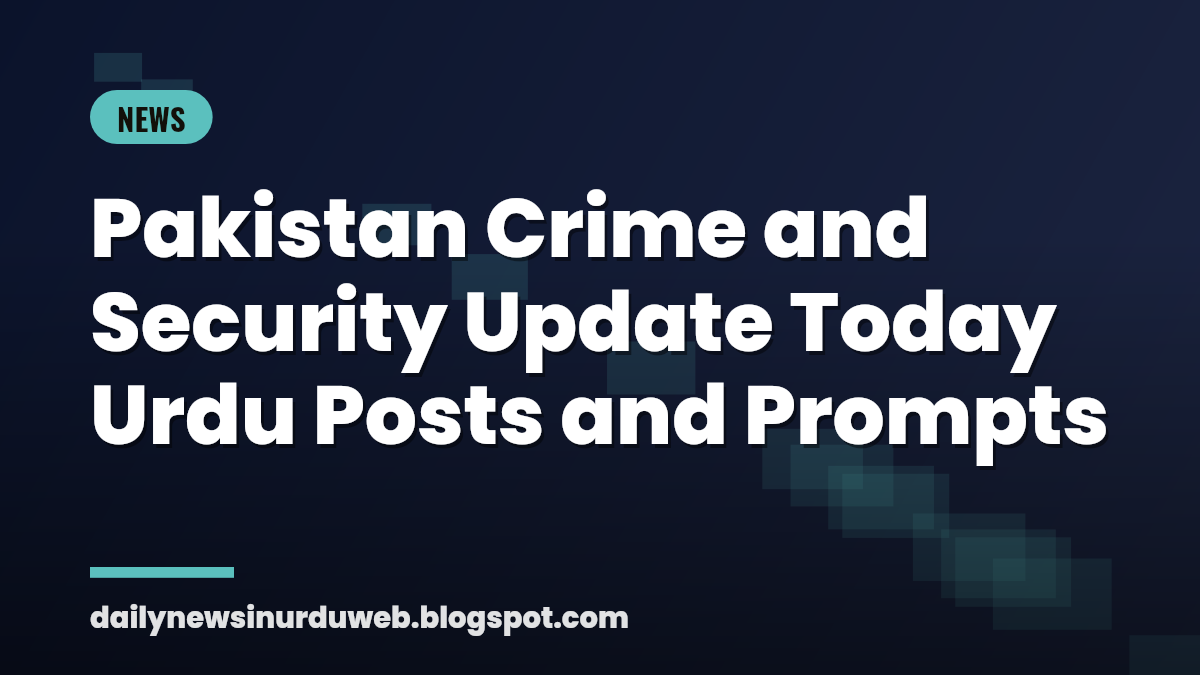 NEWS
Pakistan Crime and
Security Update Today
Urdu Posts and Prompts
dailynewsinurduweb.blogspot.com